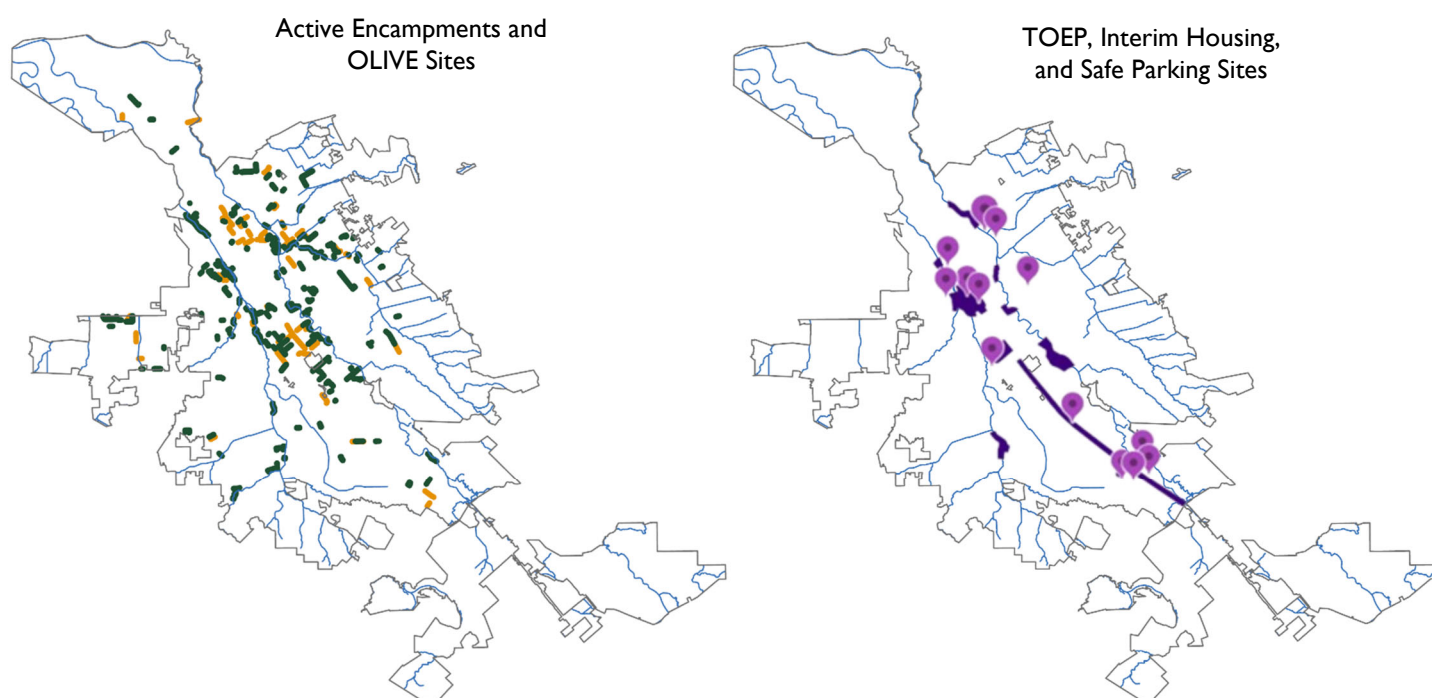 Active Encampments and
OLIVE Sites
TOEP, Interim Housing,
and Safe Parking Sites